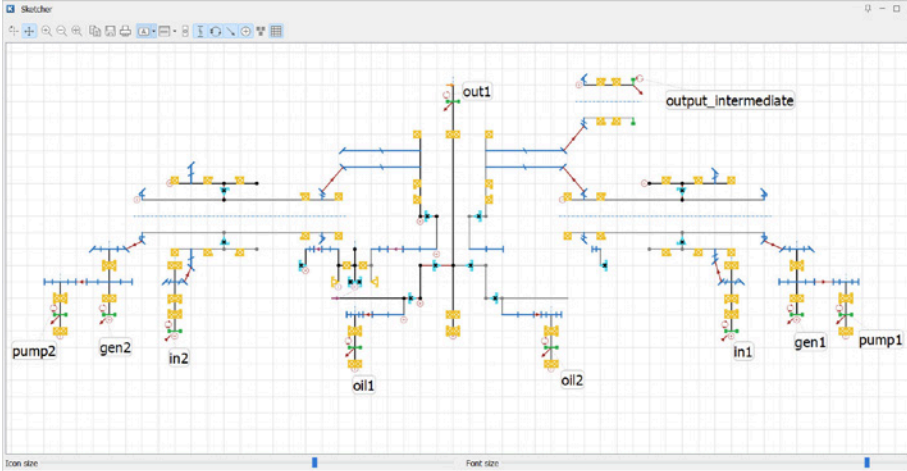 Sketcher
out1
output_intermediate
pump2
gen2
in2
oil1
oil2
in1
gen1
pump1
Icon size
Font size